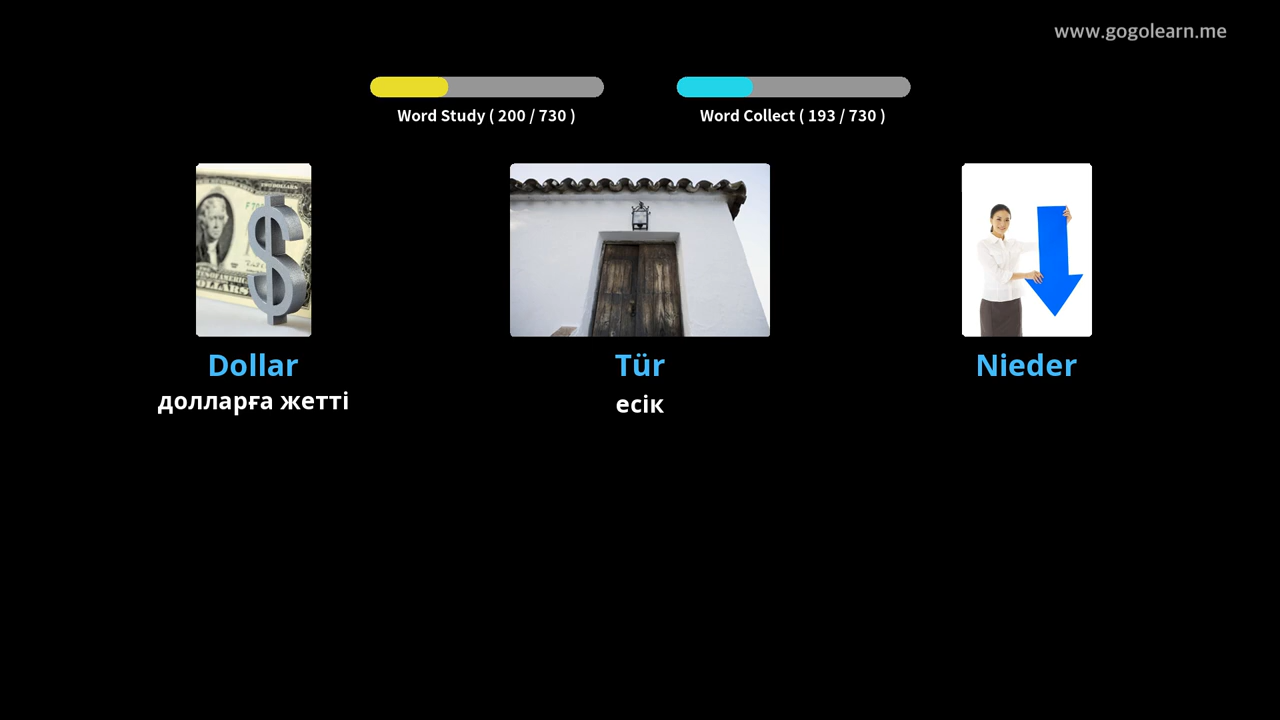 www.gogolearn.me
Word Study ( 200 / 730 )
Word Collect ( 193 / 730 )
Dollar
Tür
Nieder
долларға жетті
есік